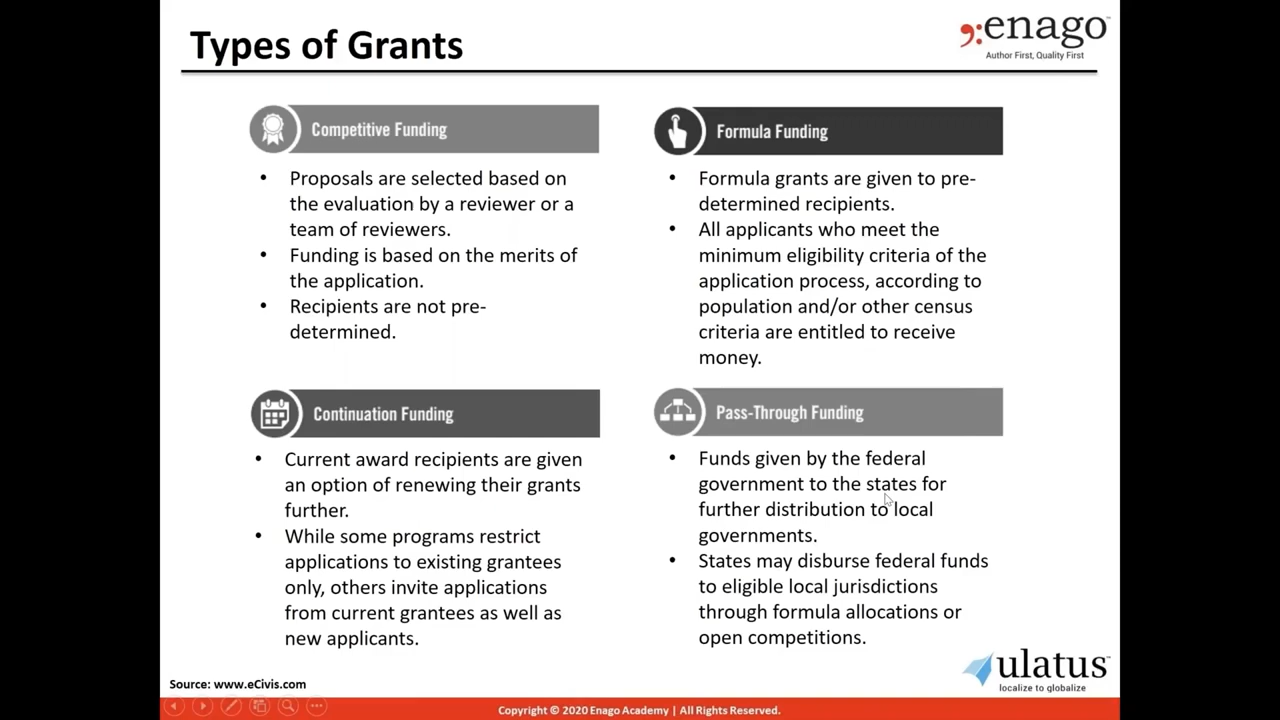 Types of Grants
enago™
Author First, Quality First
Competitive Funding
• Proposals are selected based on
the evaluation by a reviewer or a
team of reviewers.
• Funding is based on the merits of
the application.
• Recipients are not pre-
determined.
Formula Funding
• Formula grants are given to pre-
determined recipients.
• All applicants who meet the
minimum eligibility criteria of the
application process, according to
population and/or other census
criteria are entitled to receive
money.
Continuation Funding
• Current award recipients are given
an option of renewing their grants
further.
• While some programs restrict
applications to existing grantees
only, others invite applications
from current grantees as well as
new applicants.
Pass-Through Funding
• Funds given by the federal
government to the states for
further distribution to local
governments.
• States may disburse federal funds
to eligible local jurisdictions
through formula allocations or
open competitions.
ulatus™
localize to globalize
Source: www.eCivis.com
Copyright © 2020 Enago Academy | All Rights Reserved.